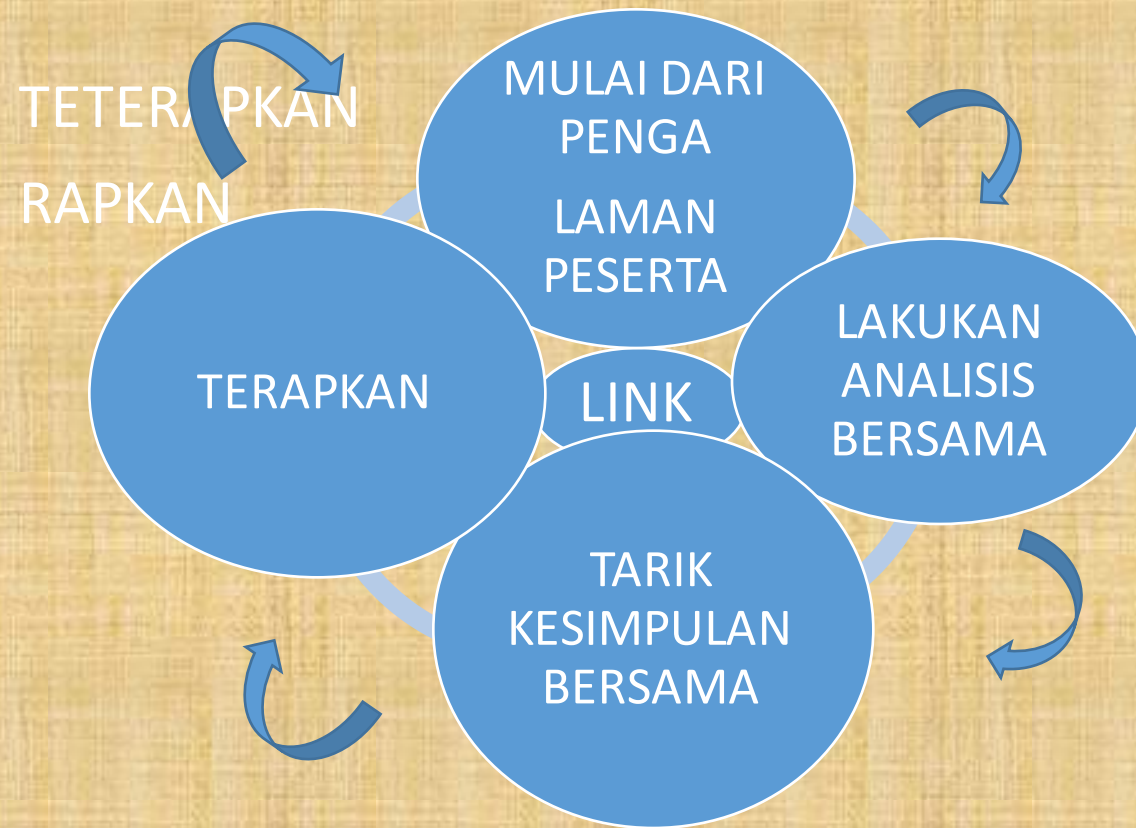 TETERAPKAN
RAPKAN
MULAI DARI
PENGA
LAMAN
PESERTA
LAKUKAN
ANALISIS
BERSAMA
TERAPKAN
LINK
TARIK
KESIMPULAN
BERSAMA